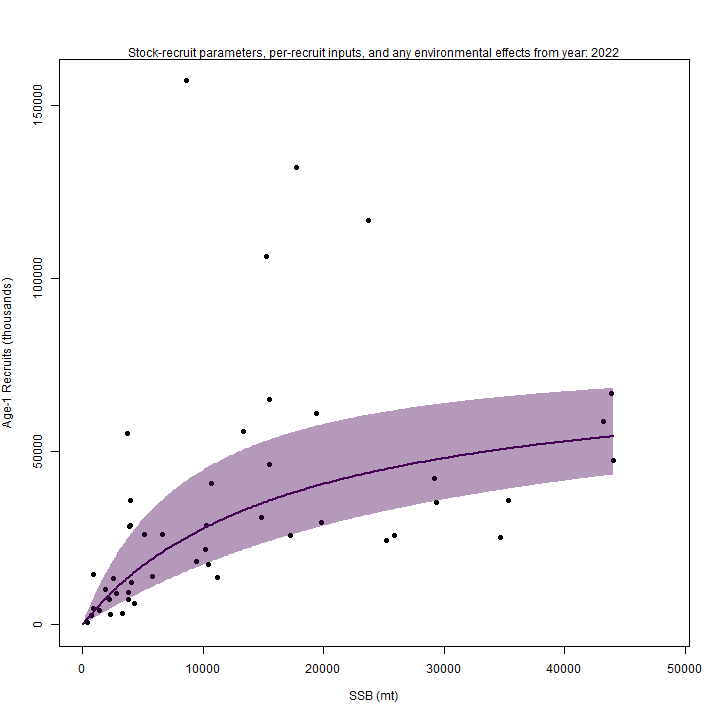 Stock-recruit parameters, per-recruit inputs, and any environmental effects from year: 2022
150000
100000
50000
0
Age-1 Recruits (thousands)
0 10000 20000 30000 40000 50000
SSB (mt)